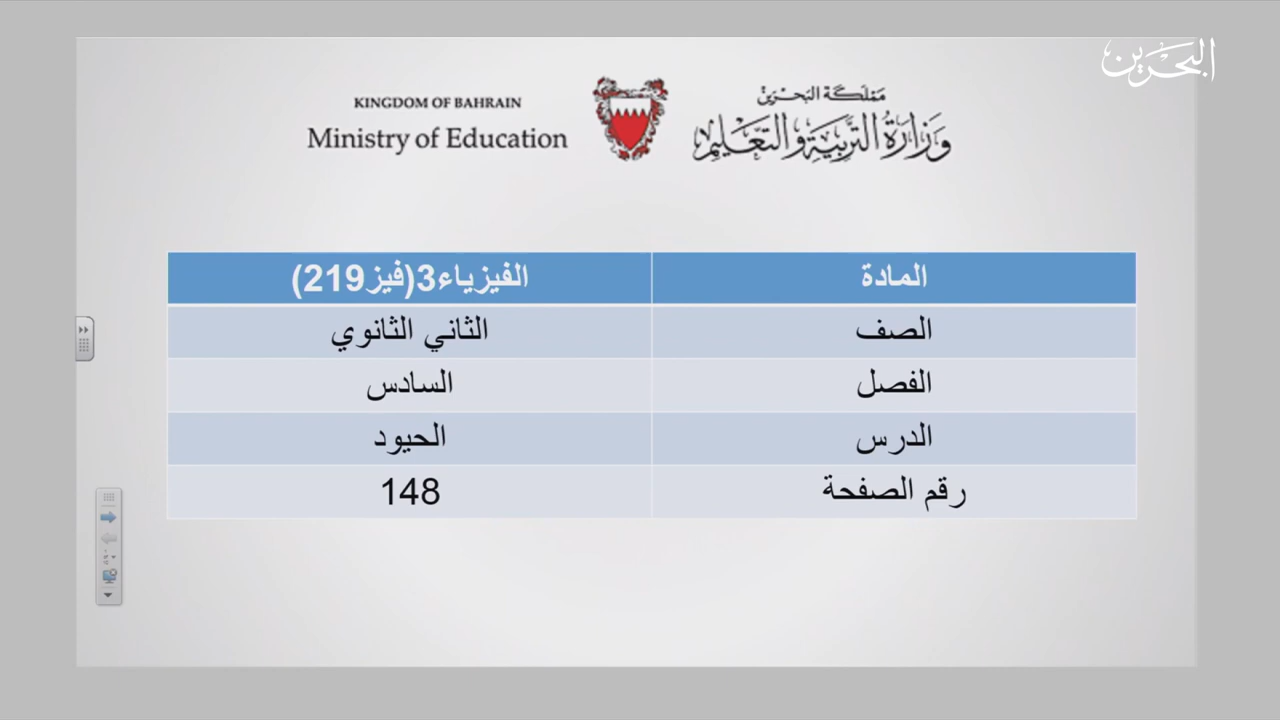 البحرين
KINGDOM OF BAHRAIN
Ministry of Education
مملكة البحرين
وزارة التربية والتعليم
المادة الفيزياء3(فيز219)
الصف الثاني الثانوي
الفصل السادس
الدرس الحيود
رقم الصفحة 148